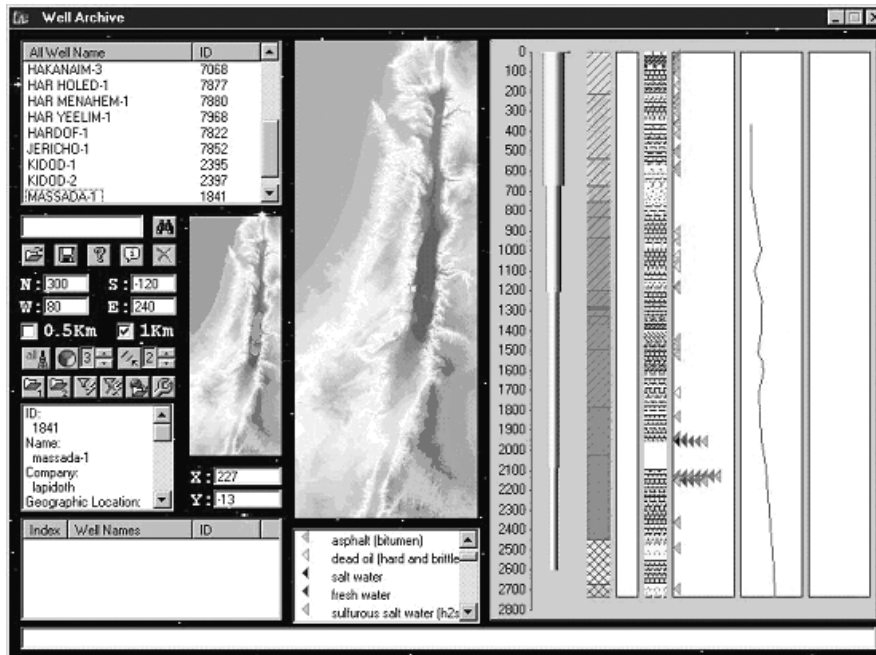 Well Archive
All Well Name ID
HAKANAIM-3 7068
HAR HOLED-1 7877
HAR MENAHEM-1 7880
HAR YEELIM-1 7968
HARDOF-1 7822
JERICHO-1 7852
KIDOD-1 2395
KIDOD-2 2397
MASSADA-1 1841
N: 300 S: -120
W: 80 E: 240
0.5Km 1Km
all 3 2
ID:
1841
Name:
massada-1
Company:
lapidoth
Geographic Location:
X: 227
Y: -13
Index Well Names ID
asphalt (bitumen)
dead oil (hard and brittle
salt water
fresh water
sulfurous salt water (h2s
0
100
200
300
400
500
600
700
800
900
1000
1100
1200
1300
1400
1500
1600
1700
1800
1900
2000
2100
2200
2300
2400
2500
2600
2700
2800